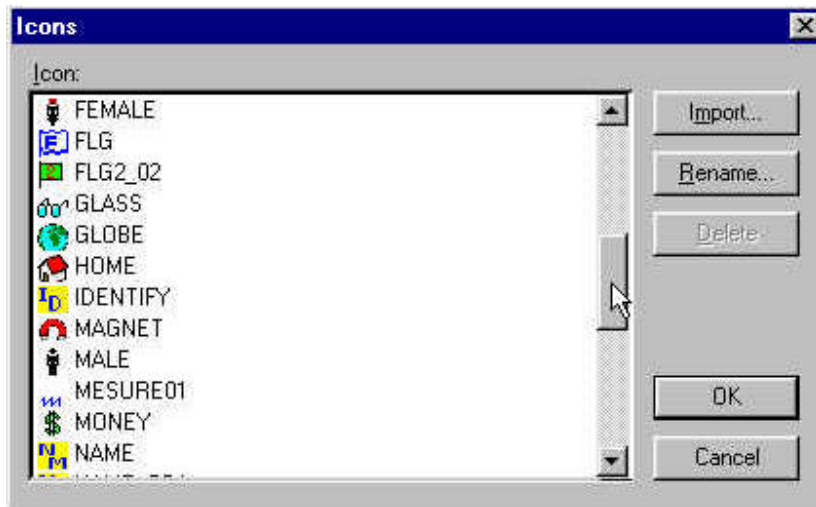 Icons
Icon:
FEMALE
FLG
FLG2_02
GLASS
GLOBE
HOME
IDENTIFY
MAGNET
MALE
MESURE01
MONEY
NAME
Import...
Rename...
Delete
OK
Cancel